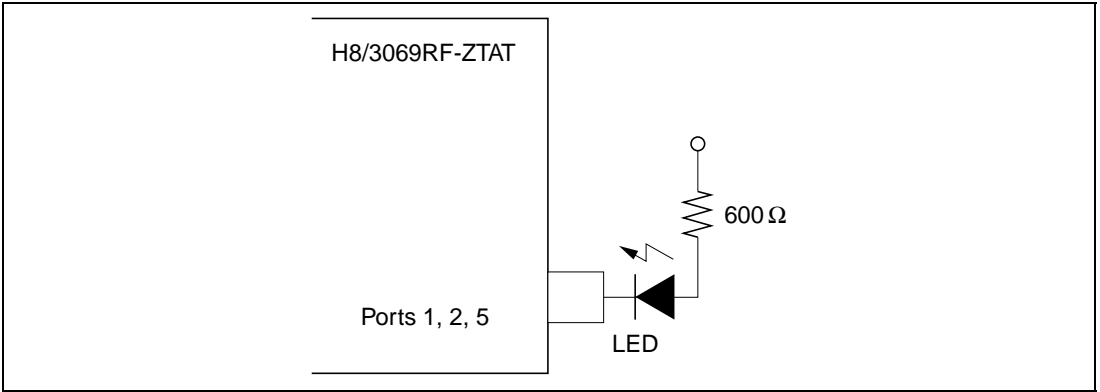 H8/3069RF-ZTAT
600 Ω
Ports 1, 2, 5
LED